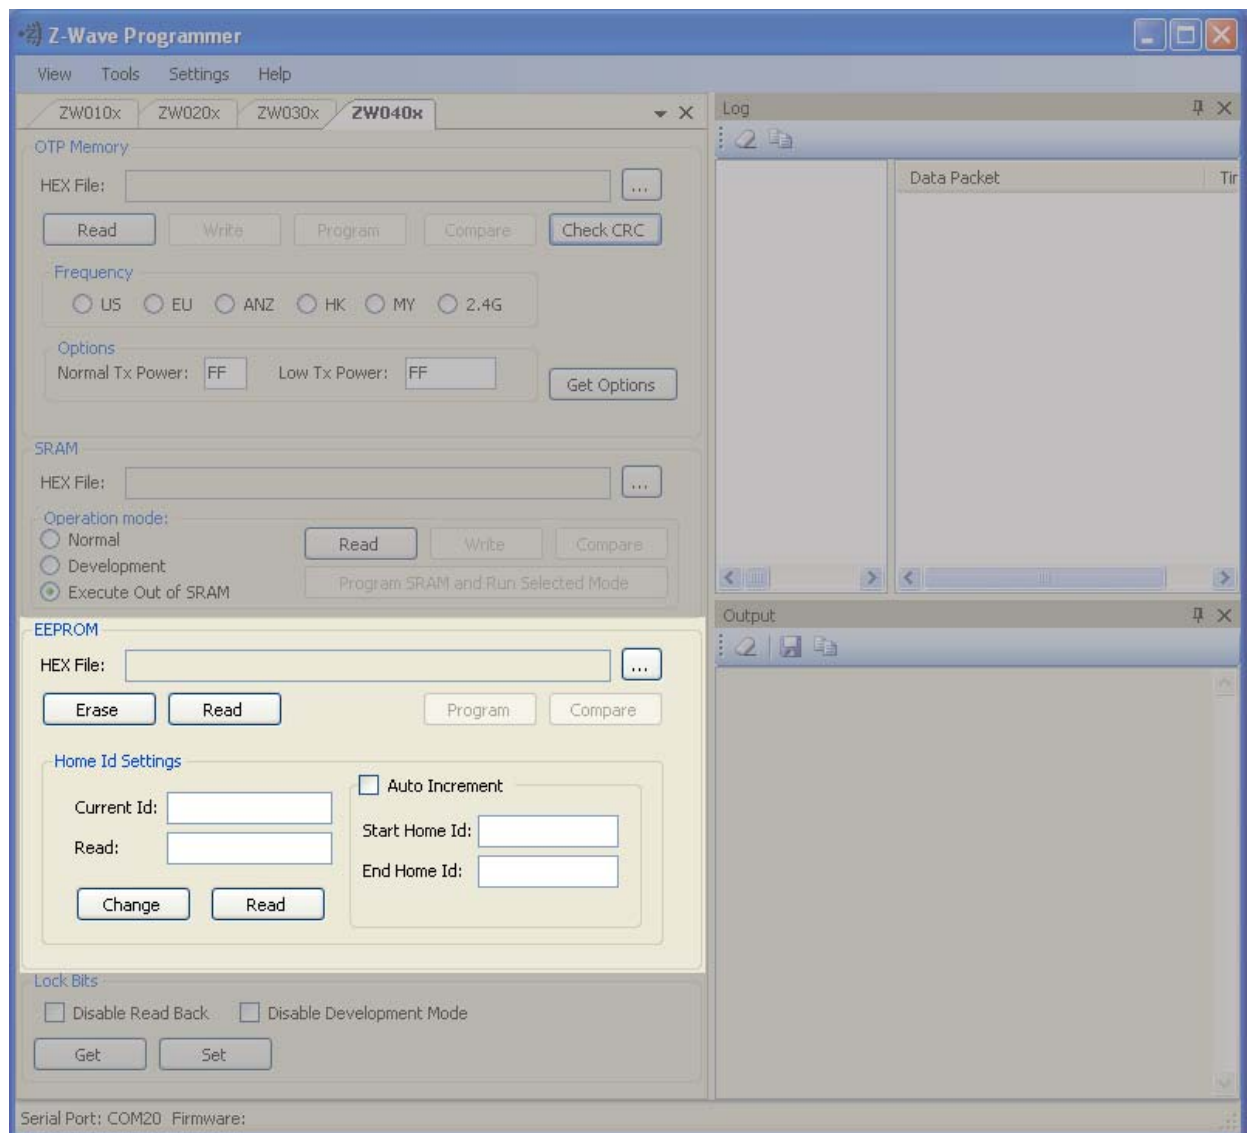 Z-Wave Programmer
View Tools Settings Help
ZW010x ZW020x ZW030x ZW040x
OTP Memory
HEX File: ...
Read Write Program Compare Check CRC
Frequency
US EU ANZ HK MY 2.4G
Options
Normal Tx Power: FF Low Tx Power: FF
Get Options
SRAM
HEX File: ...
Operation mode:
Normal
Development
Execute Out of SRAM
Read Write Compare
Program SRAM and Run Selected Mode
EEPROM
HEX File: ...
Erase Read Program Compare
Home Id Settings
Current Id:
Read:
Change Read
Auto Increment
Start Home Id:
End Home Id:
Lock Bits
Disable Read Back Disable Development Mode
Get Set
Log
Data Packet Tir
Output
Serial Port: COM20 Firmware: